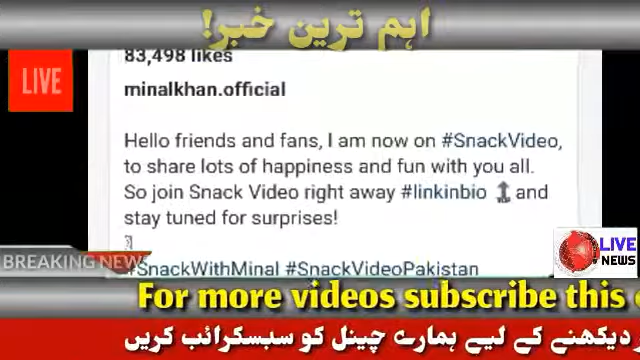 اہم ترین خبر!
83,498 likes
LIVE
minalkhan.official
Hello friends and fans, I am now on #SnackVideo,
to share lots of happiness and fun with you all.
So join Snack Video right away #linkinbio and
stay tuned for surprises!
LIVE
NEWS
BREAKING NEWS
#SnackWithMinal #SnackVideoPakistan
For more videos subscribe this
دیکھنے کے لیے ہمارے چینل کو سبسکرائب کریں